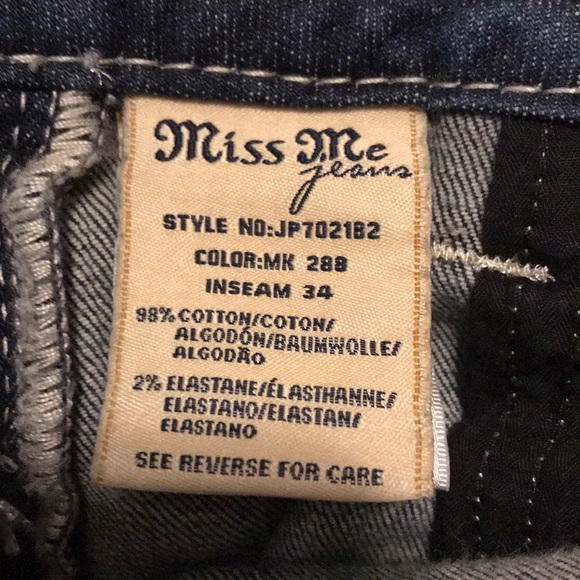 Miss Me
jeans
STYLE NO:JP7021B2
COLOR:MK 288
INSEAM 34
98% COTTON/COTON/
ALGODÓN/BAUMWOLLE/
ALGODÃO
2% ELASTANE/ÉLASTHANNE/
ELASTANO/ELASTAN/
ELASTANO
SEE REVERSE FOR CARE